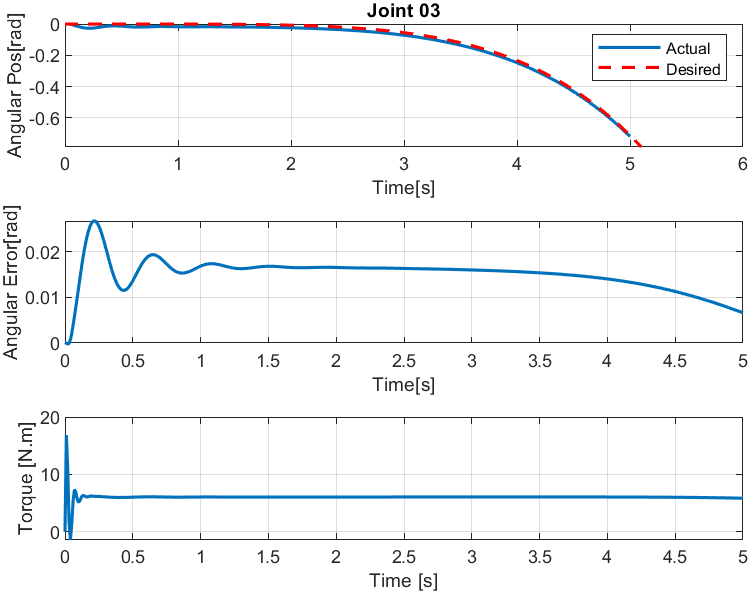 Joint 03
Angular Pos[rad]
0
-0.2
-0.4
-0.6
Actual
Desired
0 1 2 3 4 5 6
Time[s]
Angular Error[rad]
0.02
0.01
0
0 0.5 1 1.5 2 2.5 3 3.5 4 4.5 5
Time[s]
Torque [N.m]
20
10
0
0 0.5 1 1.5 2 2.5 3 3.5 4 4.5 5
Time [s]